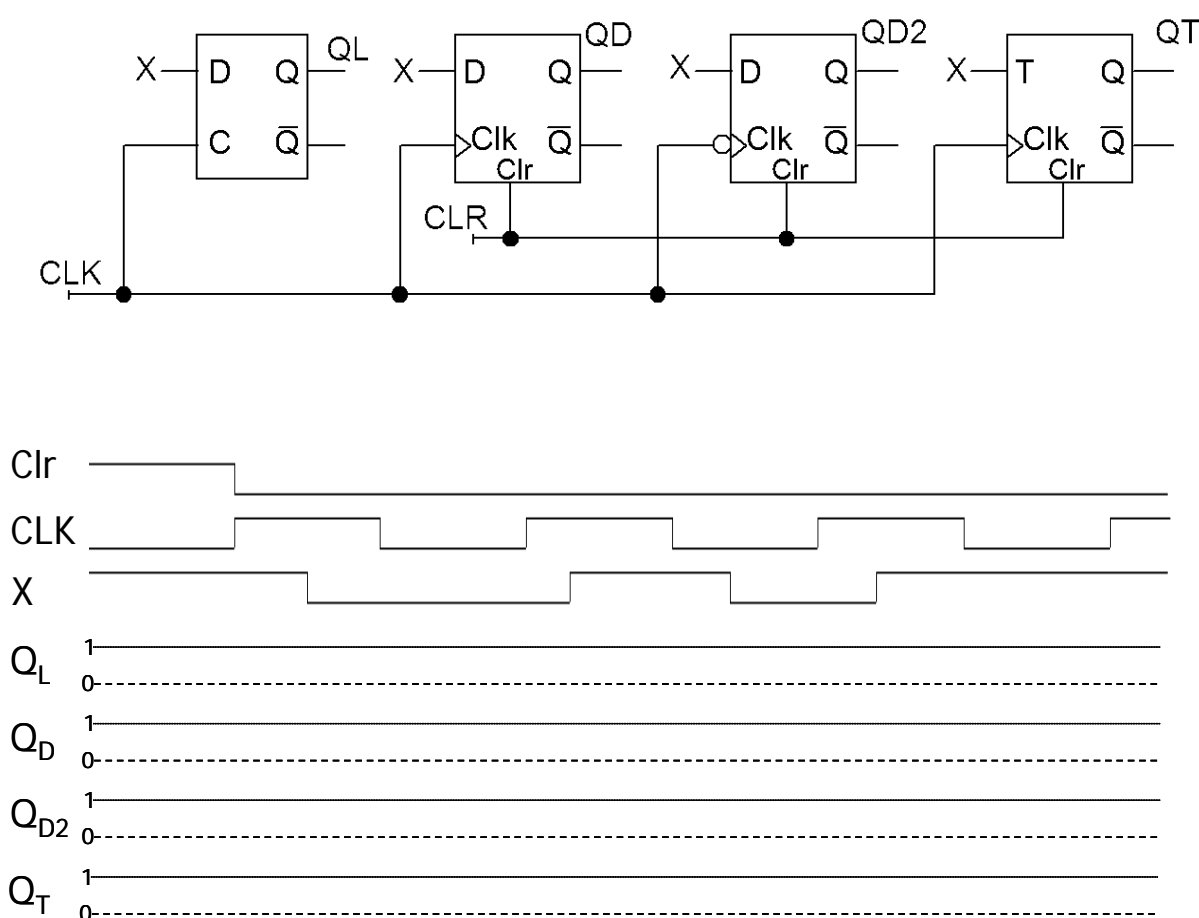 QL QD QD2 QT
X D Q X D Q X D Q X T Q
C Q̅ Clk Q̅ Clk Q̅ Clk Q̅
Clr Clr Clr
CLR
CLK
Clr
CLK
X
1
QL
0
1
QD
0
1
QD2
0
1
QT
0